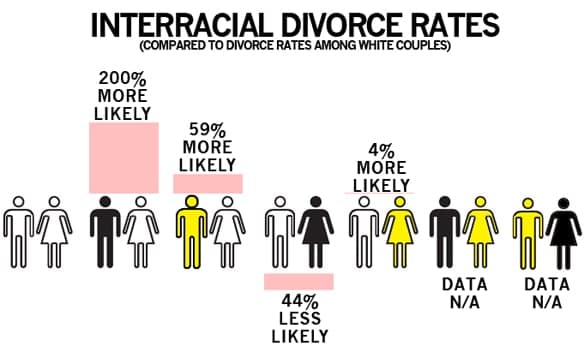 INTERRACIAL DIVORCE RATES
(COMPARED TO DIVORCE RATES AMONG WHITE COUPLES)
200%
MORE
LIKELY
59%
MORE
LIKELY
44%
LESS
LIKELY
4%
MORE
LIKELY
DATA
N/A
DATA
N/A